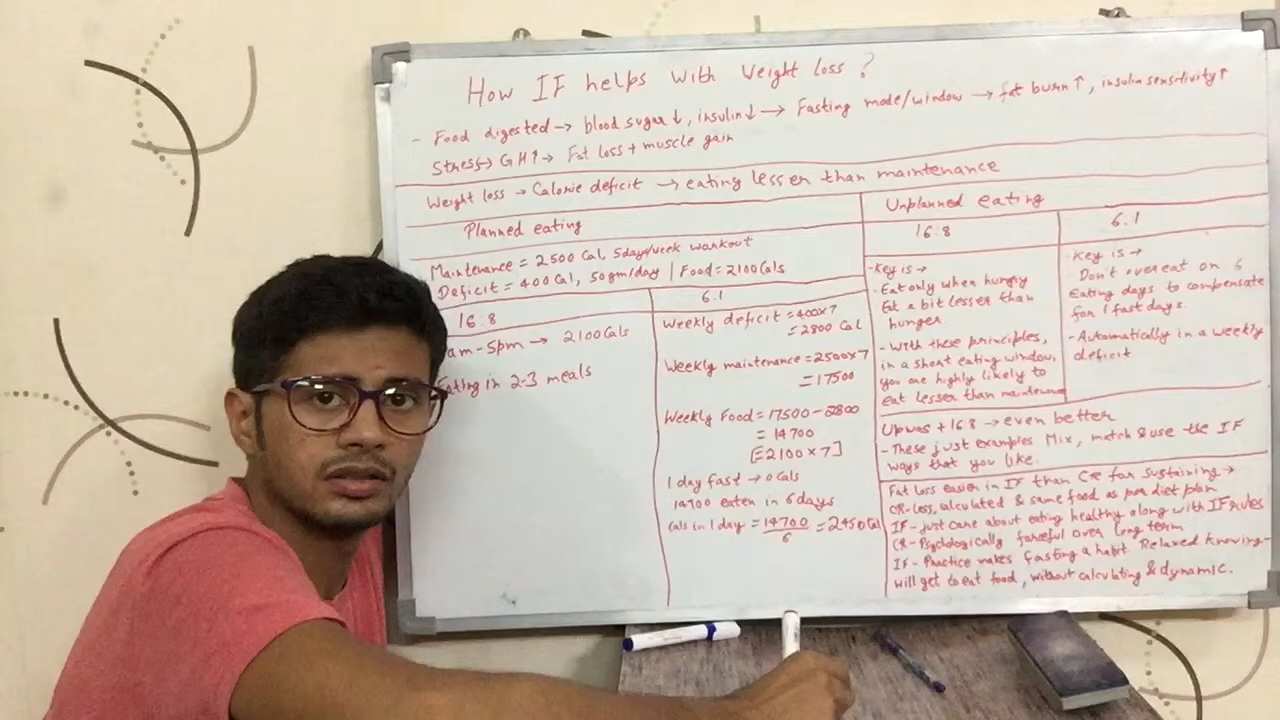 How IF helps with Weight loss?
- Food digested → blood sugar ↓, insulin ↓ → Fasting mode/window → fat burn ↑, insulin sensitivity ↑
Stress → GH ↑ → Fat loss + muscle gain
Weight loss → Calorie deficit → eating lesser than maintenance
Planned eating
Maintenance = 2500 Cal, 5days/week workout
Deficit = 400 Cal, 50gm/day | Food = 2100 Cals
16:8
am-5pm → 2100 Cals
Eating in 2-3 meals
6:1
Weekly deficit = 400×7
= 2800 Cal
Weekly maintenance = 2500×7
= 17500
Weekly Food = 17500-2800
= 14700
[= 2100×7]
1 day fast → 0 Cals
14700 eaten in 6 days
Cals in 1 day = 14700/6 = 2450 Cal
Unplanned eating
16:8
- Key is →
- Eat only when hungry
Eat a bit lesser than
hunger
- With these principles,
in a short eating window,
you are highly likely to
eat lesser than maintenance
6:1
- Key is →
Don't overeat on 6
Eating days to compensate
for 1 fast days.
- Automatically in a weekly
deficit
Upwas + 16:8 → even better
- These just examples. Mix, match & use the IF
ways that you like.
Fat Loss easier in IF than CR for sustaining →
CR-Loss, calculated & same food as per diet plan
IF - just care about eating healthy along with IF rules
CR- Psychologically forceful over long term
IF - Practice makes fasting a habit. Relaxed knowing-
will get to eat food, without calculating & dynamic.